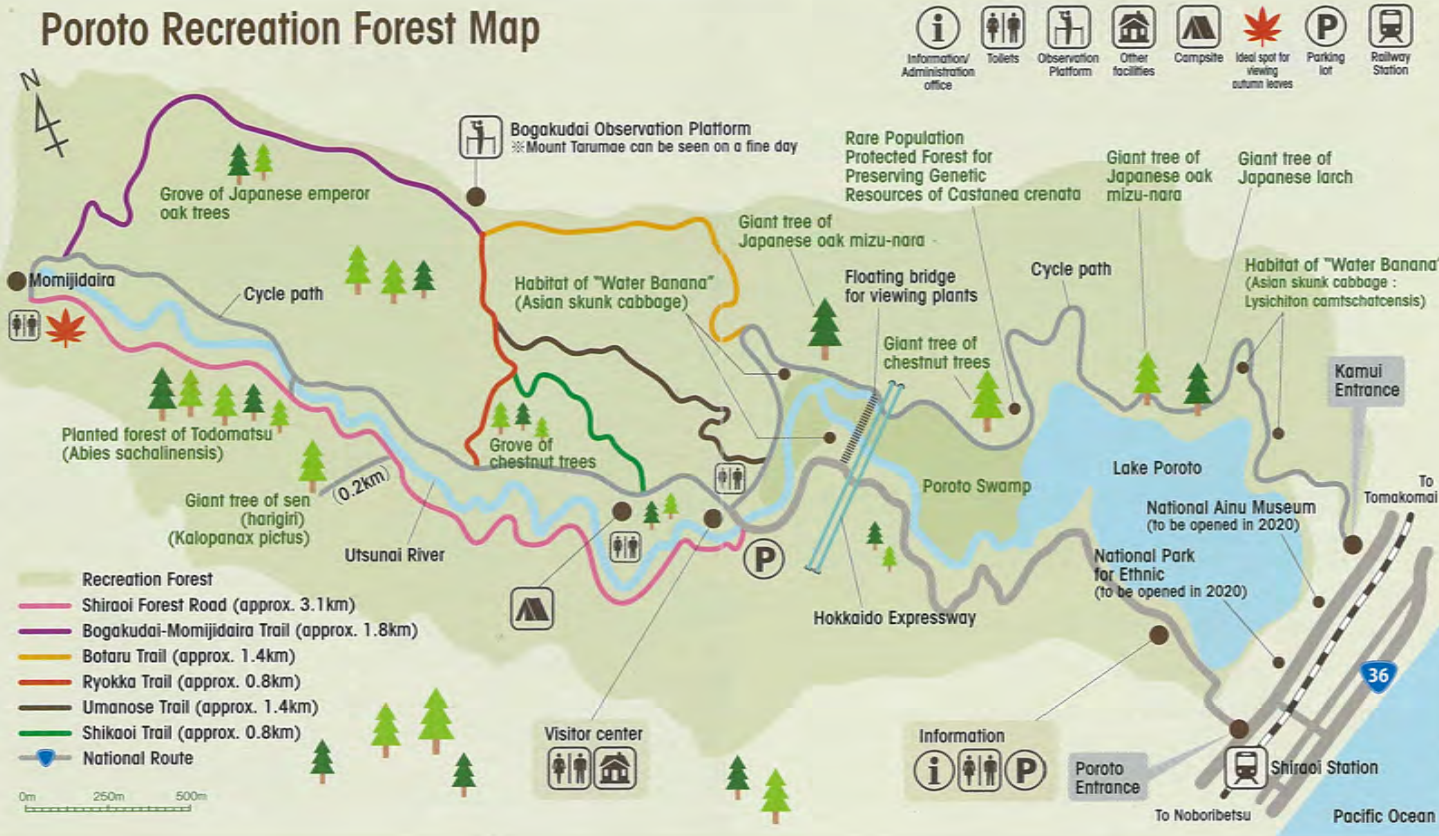 Poroto Recreation Forest Map
Information/
Administration
office
Toilets
Observation
Platform
Other
facilities
Campsite
Ideal spot for
viewing
autumn leaves
P
Parking
lot
Railway
Station
N
Bogakudai Observation Platform
※Mount Tarumae can be seen on a fine day
Grove of Japanese emperor
oak trees
Rare Population
Protected Forest for
Preserving Genetic
Resources of Castanea crenata
Giant tree of
Japanese oak
mizu-nara
Giant tree of
Japanese larch
Giant tree of
Japanese oak mizu-nara
Momijidaira
Cycle path
Habitat of "Water Banana"
(Asian skunk cabbage)
Floating bridge
for viewing plants
Cycle path
Habitat of "Water Banana"
(Asian skunk cabbage :
Lysichiton camtschatcensis)
Giant tree of
chestnut trees
Kamui
Entrance
Planted forest of Todomatsu
(Abies sachalinensis)
Grove of
chestnut trees
Lake Poroto
Poroto Swamp
To
Tomakomai
(0.2km)
Giant tree of sen
(harigiri)
(Kalopanax pictus)
Utsunai River
National Ainu Museum
(to be opened in 2020)
National Park
for Ethnic
(to be opened in 2020)
P
Hokkaido Expressway
Recreation Forest
Shiraoi Forest Road (approx. 3.1km)
Bogakudai-Momijidaira Trail (approx. 1.8km)
Botaru Trail (approx. 1.4km)
Ryokka Trail (approx. 0.8km)
Umanose Trail (approx. 1.4km)
Shikaoi Trail (approx. 0.8km)
National Route
0m 250m 500m
Visitor center
Information
P
36
Poroto
Entrance
Shiraoi Station
To Noboribetsu
Pacific Ocean